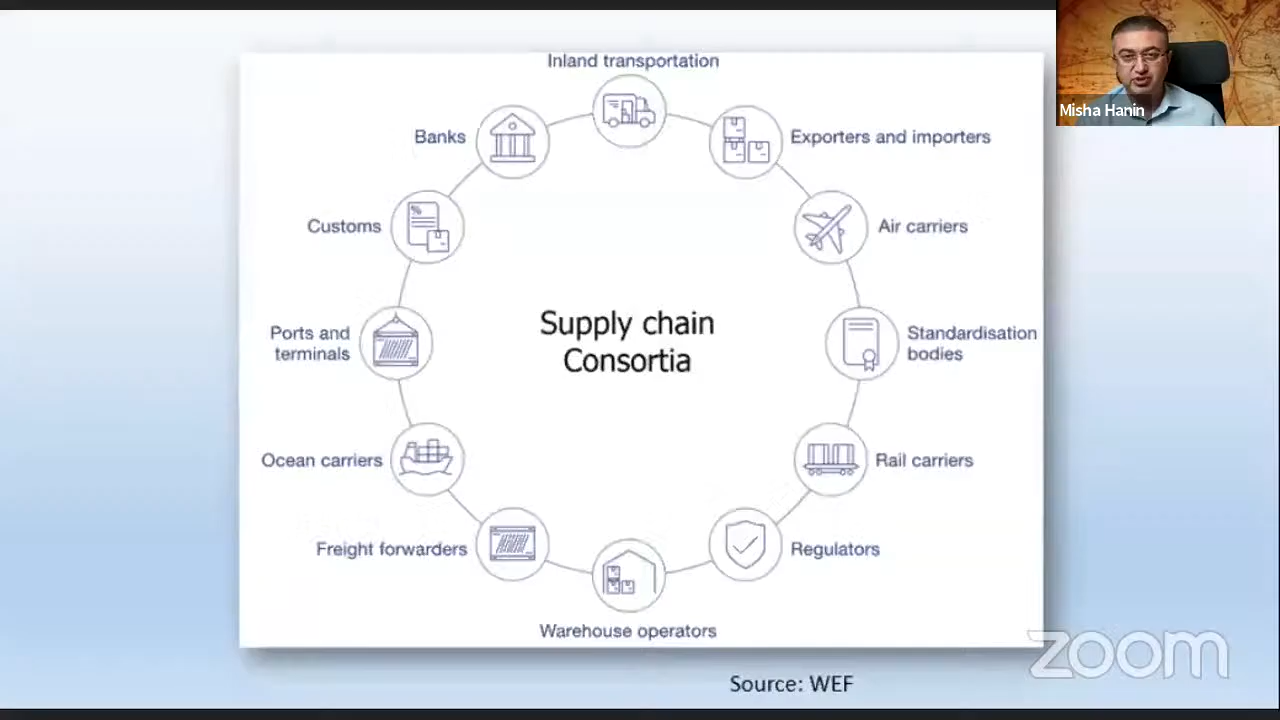 Inland transportation
Banks
Exporters and importers
Customs
Air carriers
Supply chain
Consortia
Ports and
terminals
Standardisation
bodies
Ocean carriers
Rail carriers
Freight forwarders
Regulators
Warehouse operators
Source: WEF
Misha Hanin
zoom